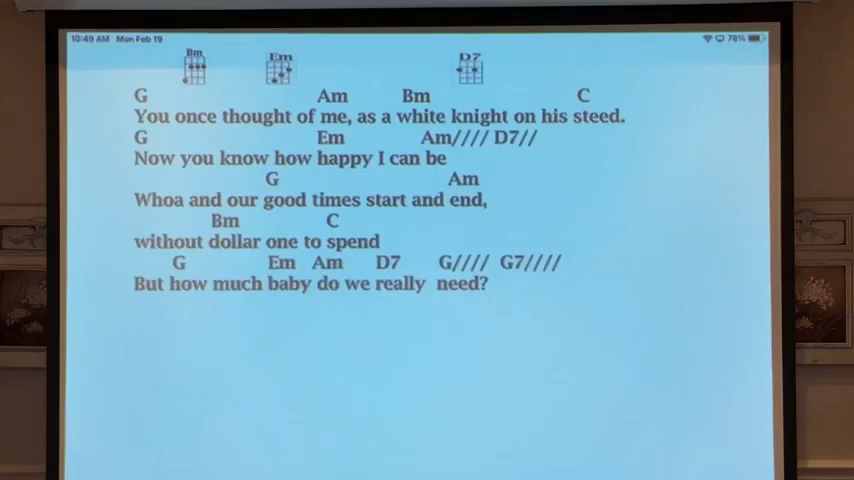 10:49 AM Mon Feb 19 78%
Bm Em D7
G Am Bm C
You once thought of me, as a white knight on his steed.
G Em Am//// D7//
Now you know how happy I can be
G Am
Whoa and our good times start and end,
Bm C
without dollar one to spend
G Em Am D7 G//// G7////
But how much baby do we really need?